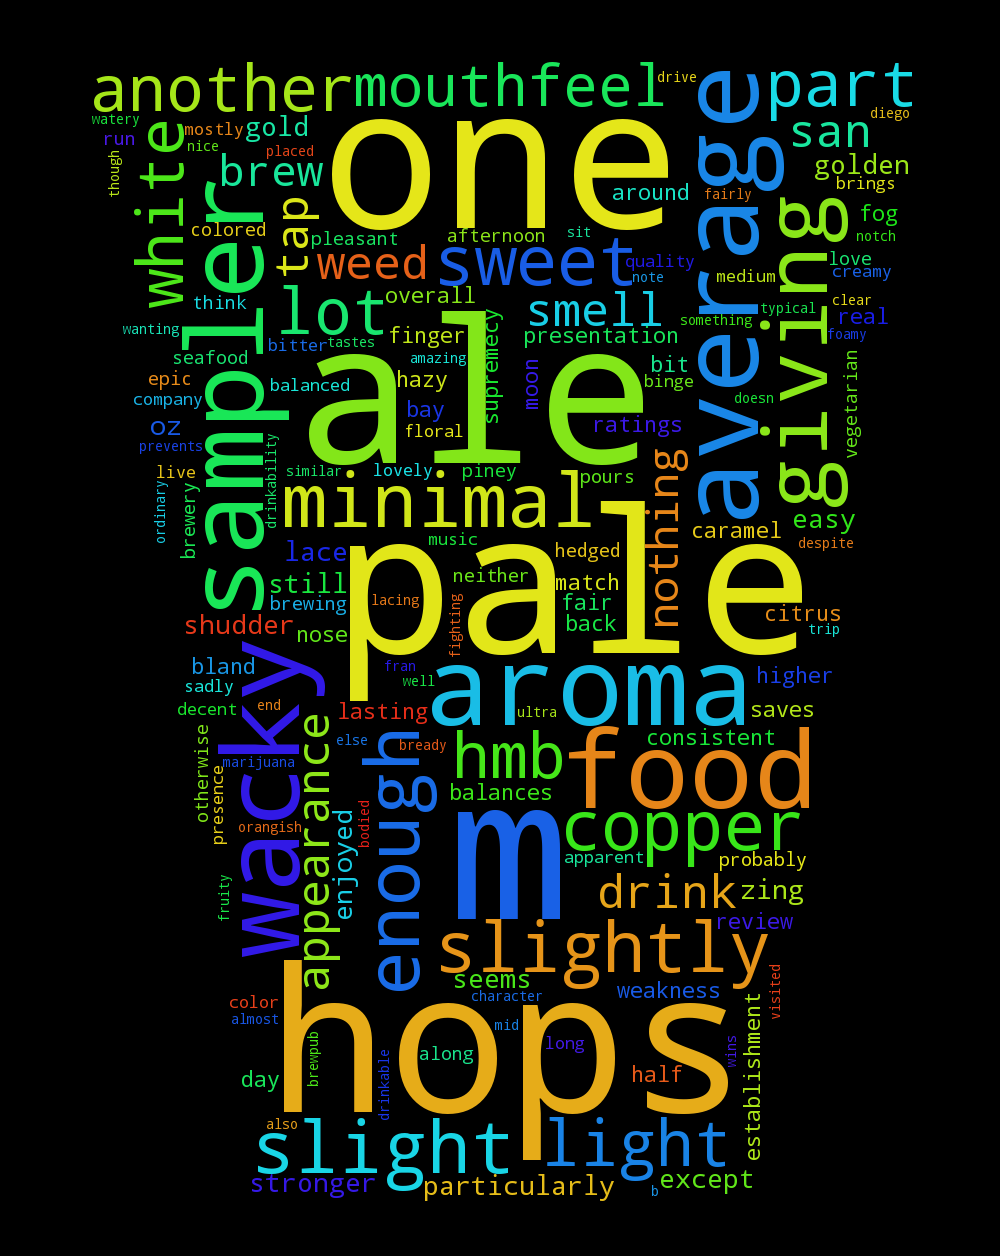 another
mouthfeel
drive
part
watery
run
mostly
gold
one
average
diego
san
white
nice
placed
though
brew
golden
brings
around
fairly
sampler
tap
colored
pleasant
afternoon
sit
giving
fog
notch
weed
sweet
quality
note
medium
love
creamy
think
lot
overall
smell
clear
typical
real
wanting
finger
supremecy
presentation
something
foamy
bitter
tastes
ale
seafood
amazing
moon
bit
epic
balanced
hazy
binge
doesn
vegetarian
company
bay
oz
floral
ratings
prevents
drinkability
live
similar
lovely
piney
pours
nothing
ordinary
brewery
minimal
easy
caramel
music
despite
lace
pale
hedged
still
neither
match
brewing
lacing
fighting
fair
citrus
shudder
nose
back
trip
wacky
bland
fran
aroma
higher
sadly
well
decent
end
lasting
ultra
saves
otherwise
appearance
else
enough
bready
hmb
food
consistent
marijuana
presence
balances
orangish
enjoyed
bodied
m
copper
apparent
probably
fruity
drink
zing
slightly
review
seems
weakness
visited
color
character
almost
hops
mid
establishment
brewpub
along
long
wins
day
drinkable
half
also
slight
light
stronger
particularly
except
b